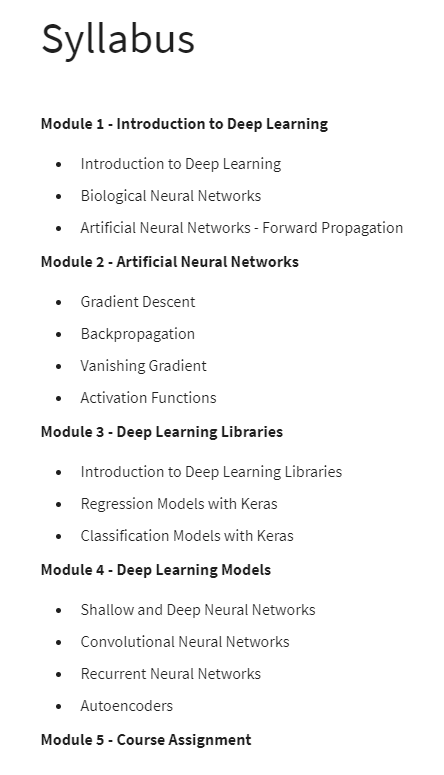 Syllabus
Module 1 - Introduction to Deep Learning
• Introduction to Deep Learning
• Biological Neural Networks
• Artificial Neural Networks - Forward Propagation
Module 2 - Artificial Neural Networks
• Gradient Descent
• Backpropagation
• Vanishing Gradient
• Activation Functions
Module 3 - Deep Learning Libraries
• Introduction to Deep Learning Libraries
• Regression Models with Keras
• Classification Models with Keras
Module 4 - Deep Learning Models
• Shallow and Deep Neural Networks
• Convolutional Neural Networks
• Recurrent Neural Networks
• Autoencoders
Module 5 - Course Assignment